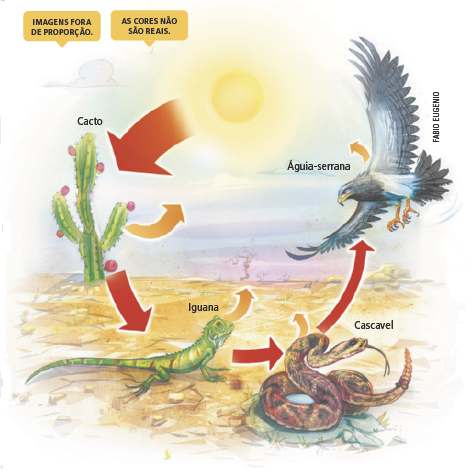 IMAGENS FORA
DE PROPORÇÃO.
AS CORES NÃO
SÃO REAIS.
Cacto
Águia-serrana
FABIO EUGENIO
Iguana
Cascavel